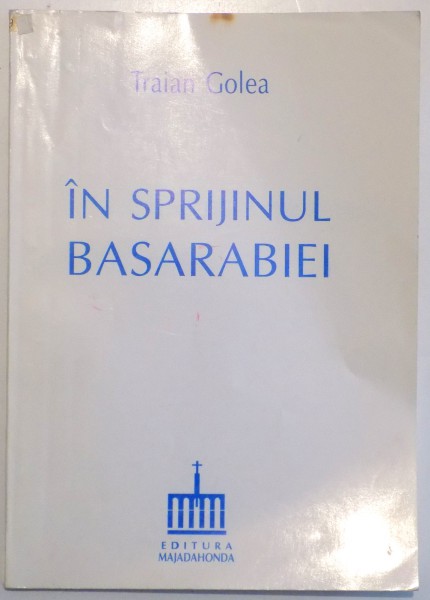 Traian Golea
ÎN SPRIJINUL
BASARABIEI
EDITURA
MAJADAHONDA